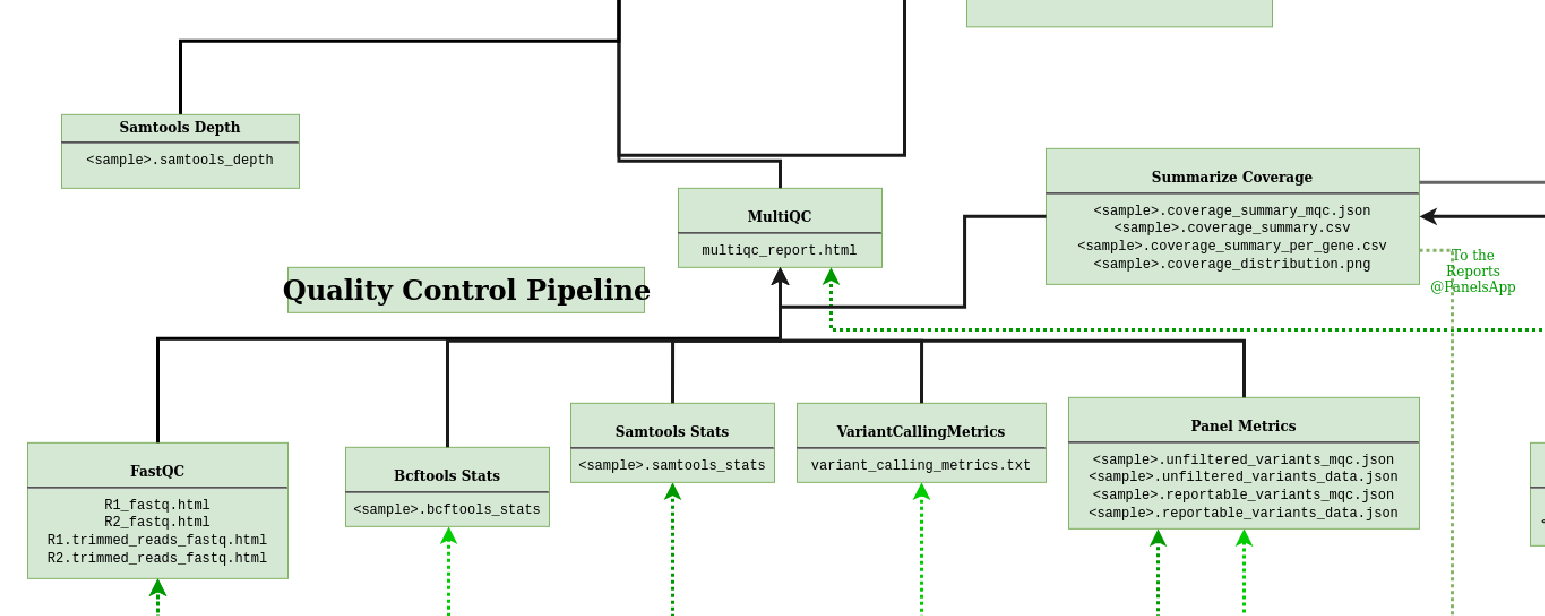 Samtools Depth
<sample>.samtools_depth
MultiQC
multiqc_report.html
Summarize Coverage
<sample>.coverage_summary_mqc.json
<sample>.coverage_summary.csv
<sample>.coverage_summary_per_gene.csv
<sample>.coverage_distribution.png
To the
Reports
@PanelsApp
Quality Control Pipeline
FastQC
R1_fastq.html
R2_fastq.html
R1.trimmed_reads_fastq.html
R2.trimmed_reads_fastq.html
Bcftools Stats
<sample>.bcftools_stats
Samtools Stats
<sample>.samtools_stats
VariantCallingMetrics
variant_calling_metrics.txt
Panel Metrics
<sample>.unfiltered_variants_mqc.json
<sample>.unfiltered_variants_data.json
<sample>.reportable_variants_mqc.json
<sample>.reportable_variants_data.json